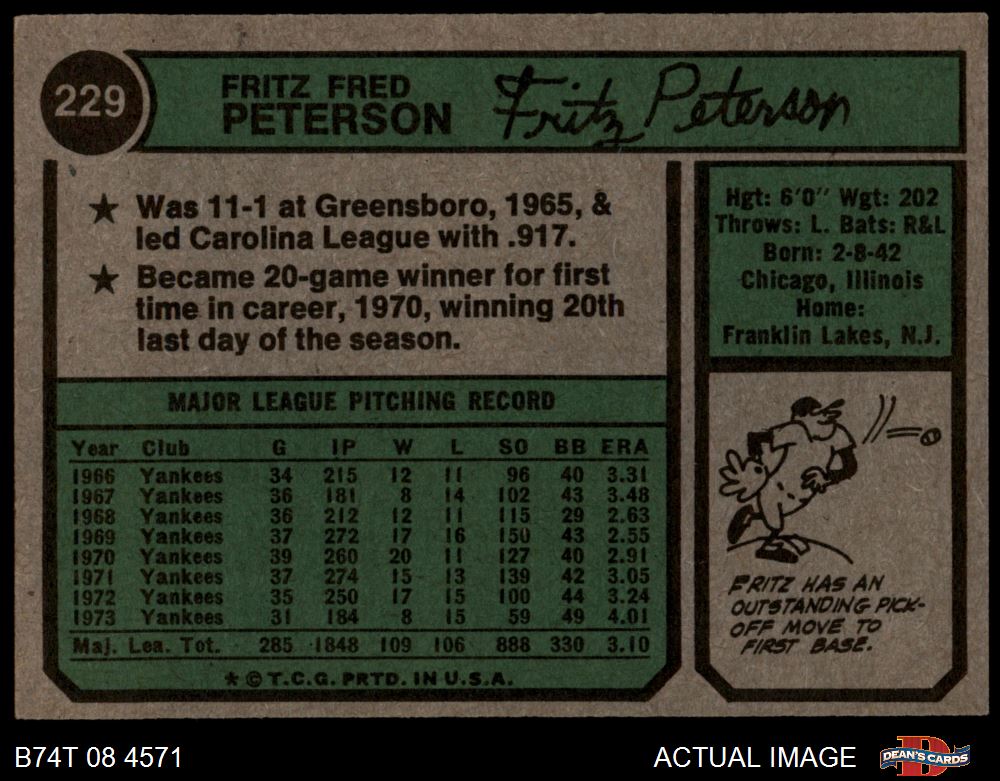 229
FRITZ FRED
PETERSON
Fritz Peterson
★ Was 11-1 at Greensboro, 1965, &
led Carolina League with .917.
★ Became 20-game winner for first
time in career, 1970, winning 20th
last day of the season.
Hgt: 6'0" Wgt: 202
Throws: L. Bats: R&L
Born: 2-8-42
Chicago, Illinois
Home:
Franklin Lakes, N.J.
MAJOR LEAGUE PITCHING RECORD
Year Club G IP W L SO BB ERA
1966 Yankees 34 215 12 11 96 40 3.31
1967 Yankees 36 181 8 14 102 43 3.48
1968 Yankees 36 212 12 11 115 29 2.63
1969 Yankees 37 272 17 16 150 43 2.55
1970 Yankees 39 260 20 11 127 40 2.91
1971 Yankees 37 274 15 13 139 42 3.05
1972 Yankees 35 250 17 15 100 44 3.24
1973 Yankees 31 184 8 15 59 49 4.01
Maj. Lea. Tot. 285 1848 109 106 888 330 3.10
★ © T.C.G. PRTD. IN U.S.A.
FRITZ HAS AN
OUTSTANDING PICK-
OFF MOVE TO
FIRST BASE.
B74T 08 4571
ACTUAL IMAGE
DEAN'S CARDS